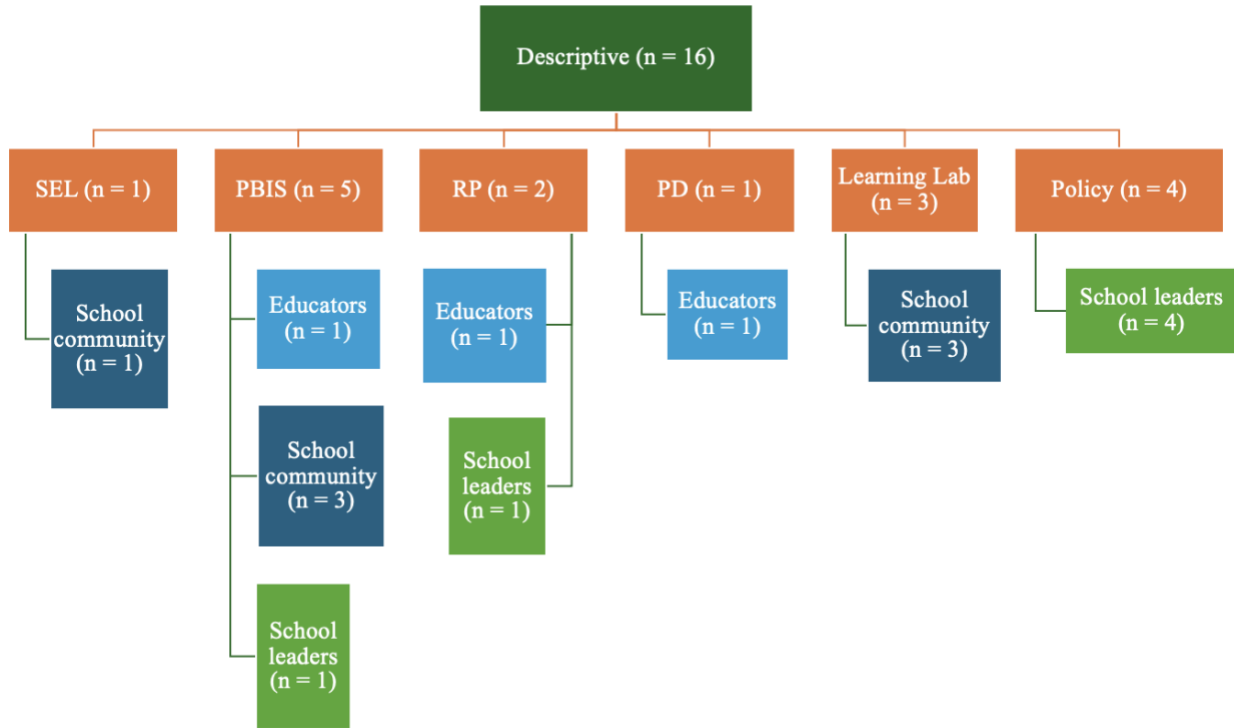 Descriptive (n = 16)
SEL (n = 1)
PBIS (n = 5)
RP (n = 2)
PD (n = 1)
Learning Lab
(n = 3)
Policy (n = 4)
School
community
(n = 1)
Educators
(n = 1)
School
community
(n = 3)
School
leaders
(n = 1)
Educators
(n = 1)
School
leaders
(n = 1)
Educators
(n = 1)
School
community
(n = 3)
School leaders
(n = 4)